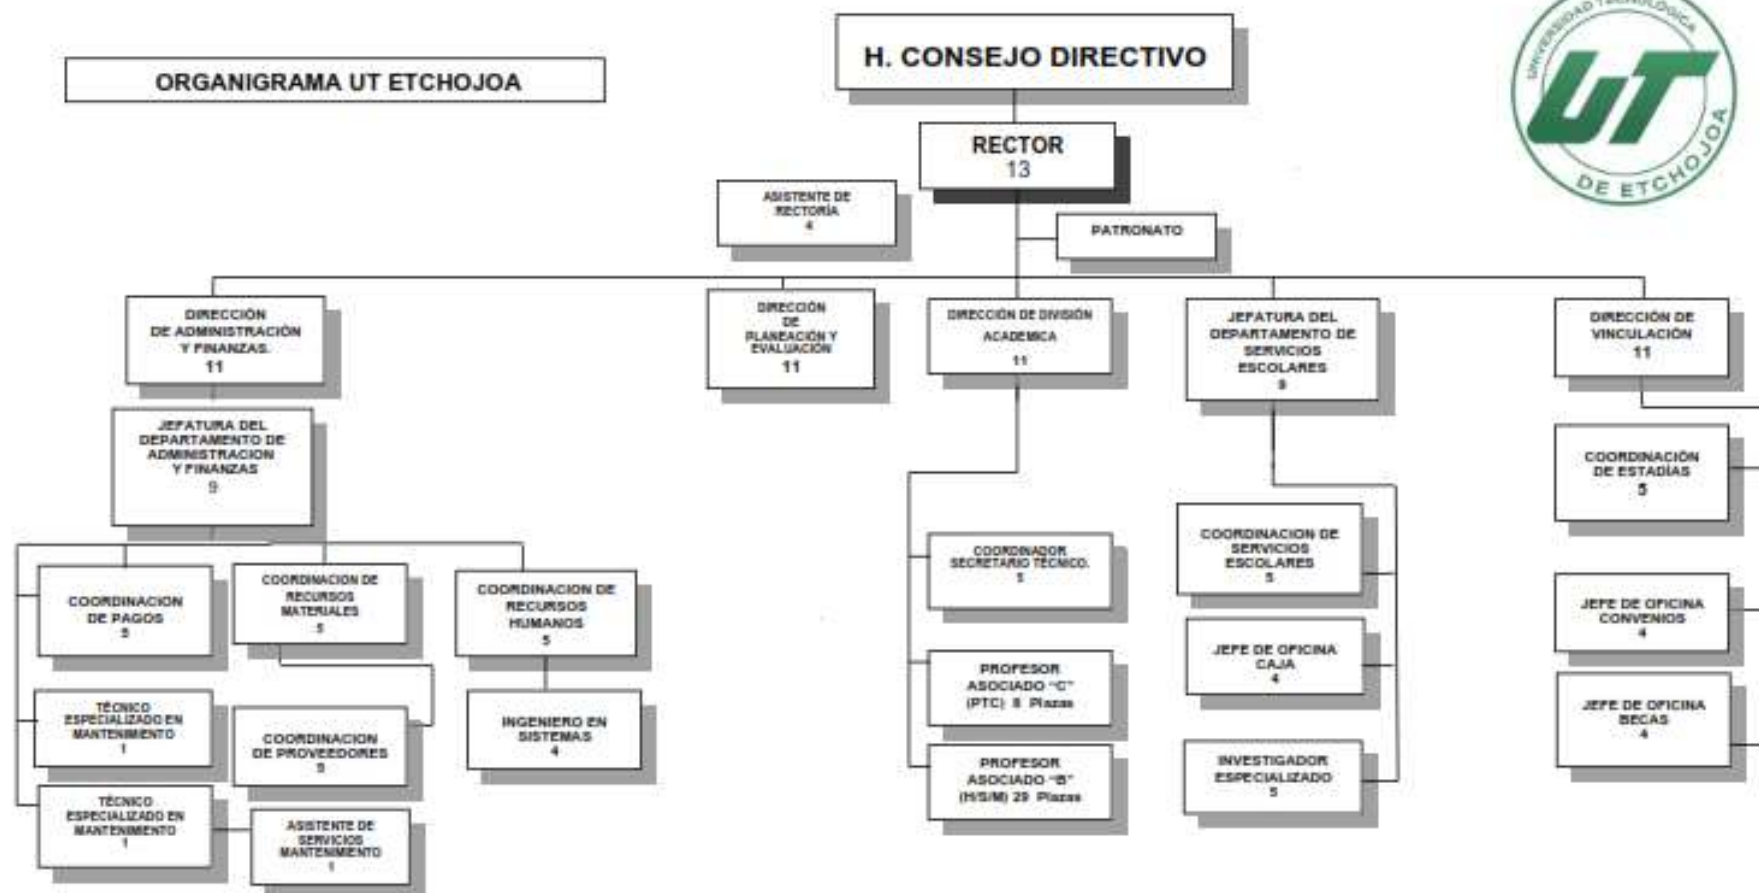 ORGANIGRAMA UT ETCHOJOA
H. CONSEJO DIRECTIVO
UNIVERSIDAD TECNOLÓGICA
UT
DE ETCHOJOA
RECTOR
13
ASISTENTE DE
RECTORÍA
4
PATRONATO
DIRECCIÓN
DE ADMINISTRACIÓN
Y FINANZAS.
11
DIRECCIÓN
DE
PLANEACIÓN Y
EVALUACIÓN
11
DIRECCIÓN DE DIVISIÓN
ACADEMICA
11
JEFATURA DEL
DEPARTAMENTO DE
SERVICIOS
ESCOLARES
9
DIRECCIÓN DE
VINCULACIÓN
11
JEFATURA DEL
DEPARTAMENTO DE
ADMINISTRACION
Y FINANZAS
9
COORDINACION
DE PAGOS
5
COORDINACION DE
RECURSOS
MATERIALES
5
COORDINACION DE
RECURSOS
HUMANOS
5
TÉCNICO
ESPECIALIZADO EN
MANTENIMIENTO
1
COORDINACION
DE PROVEEDORES
5
INGENIERO EN
SISTEMAS
4
TÉCNICO
ESPECIALIZADO EN
MANTENIMIENTO
1
ASISTENTE DE
SERVICIOS
MANTENIMIENTO
1
COORDINADOR
SECRETARIO TÉCNICO.
5
PROFESOR
ASOCIADO "C"
(PTC) 8 Plazas
PROFESOR
ASOCIADO "B"
(H/S/M) 29 Plazas
COORDINACION DE
SERVICIOS
ESCOLARES
5
JEFE DE OFICINA
CAJA
4
INVESTIGADOR
ESPECIALIZADO
5
COORDINACIÓN
DE ESTADÍAS
5
JEFE DE OFICINA
CONVENIOS
4
JEFE DE OFICINA
BECAS
4